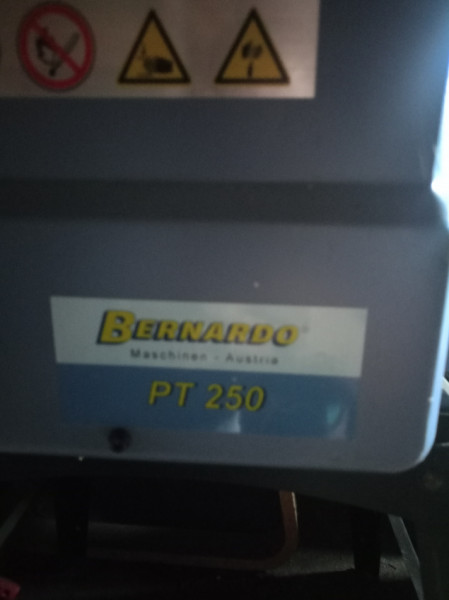 BERNARDO®
Maschinen - Austria
PT 250